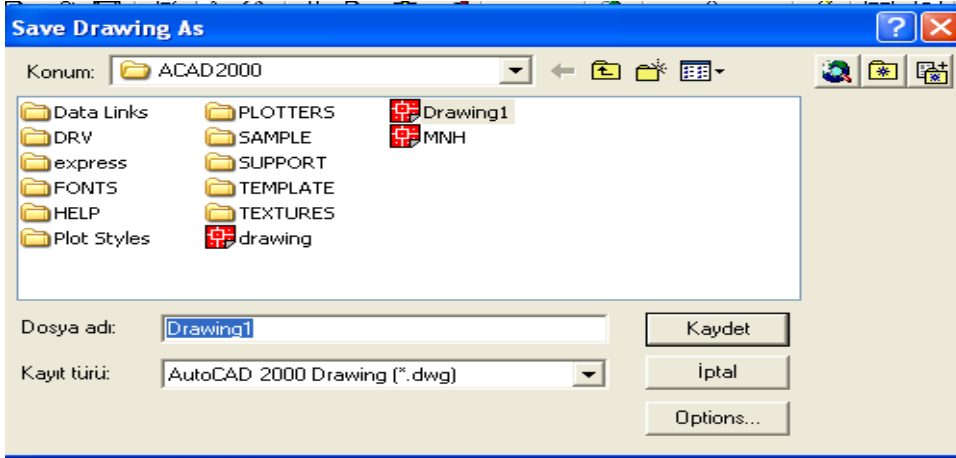 Save Drawing As
Konum: ACAD2000
Data Links PLOTTERS Drawing1
DRV SAMPLE MNH
express SUPPORT
FONTS TEMPLATE
HELP TEXTURES
Plot Styles drawing
Dosya adı: Drawing1 Kaydet
Kayıt türü: AutoCAD 2000 Drawing (*.dwg) İptal
Options...